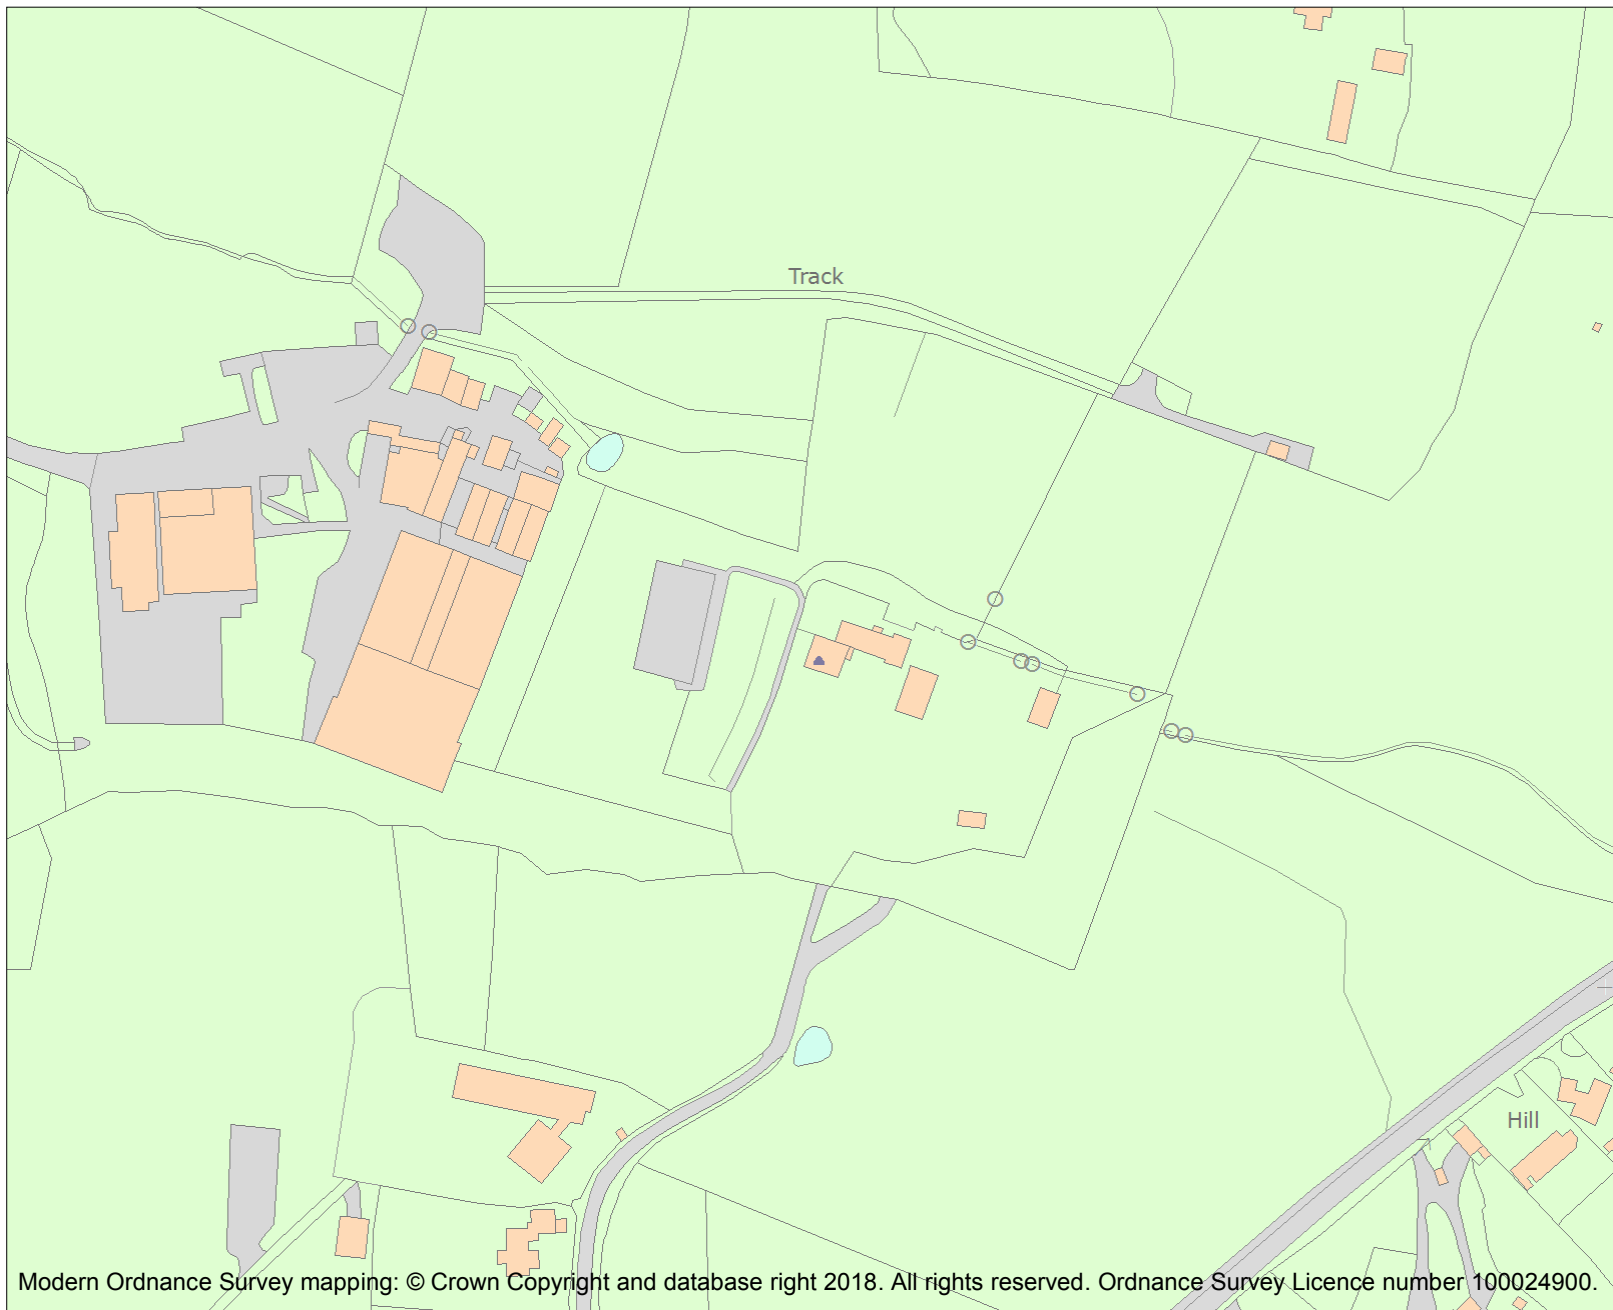 Track
Hill
Modern Ordnance Survey mapping: © Crown Copyright and database right 2018. All rights reserved. Ordnance Survey Licence number 100024900.